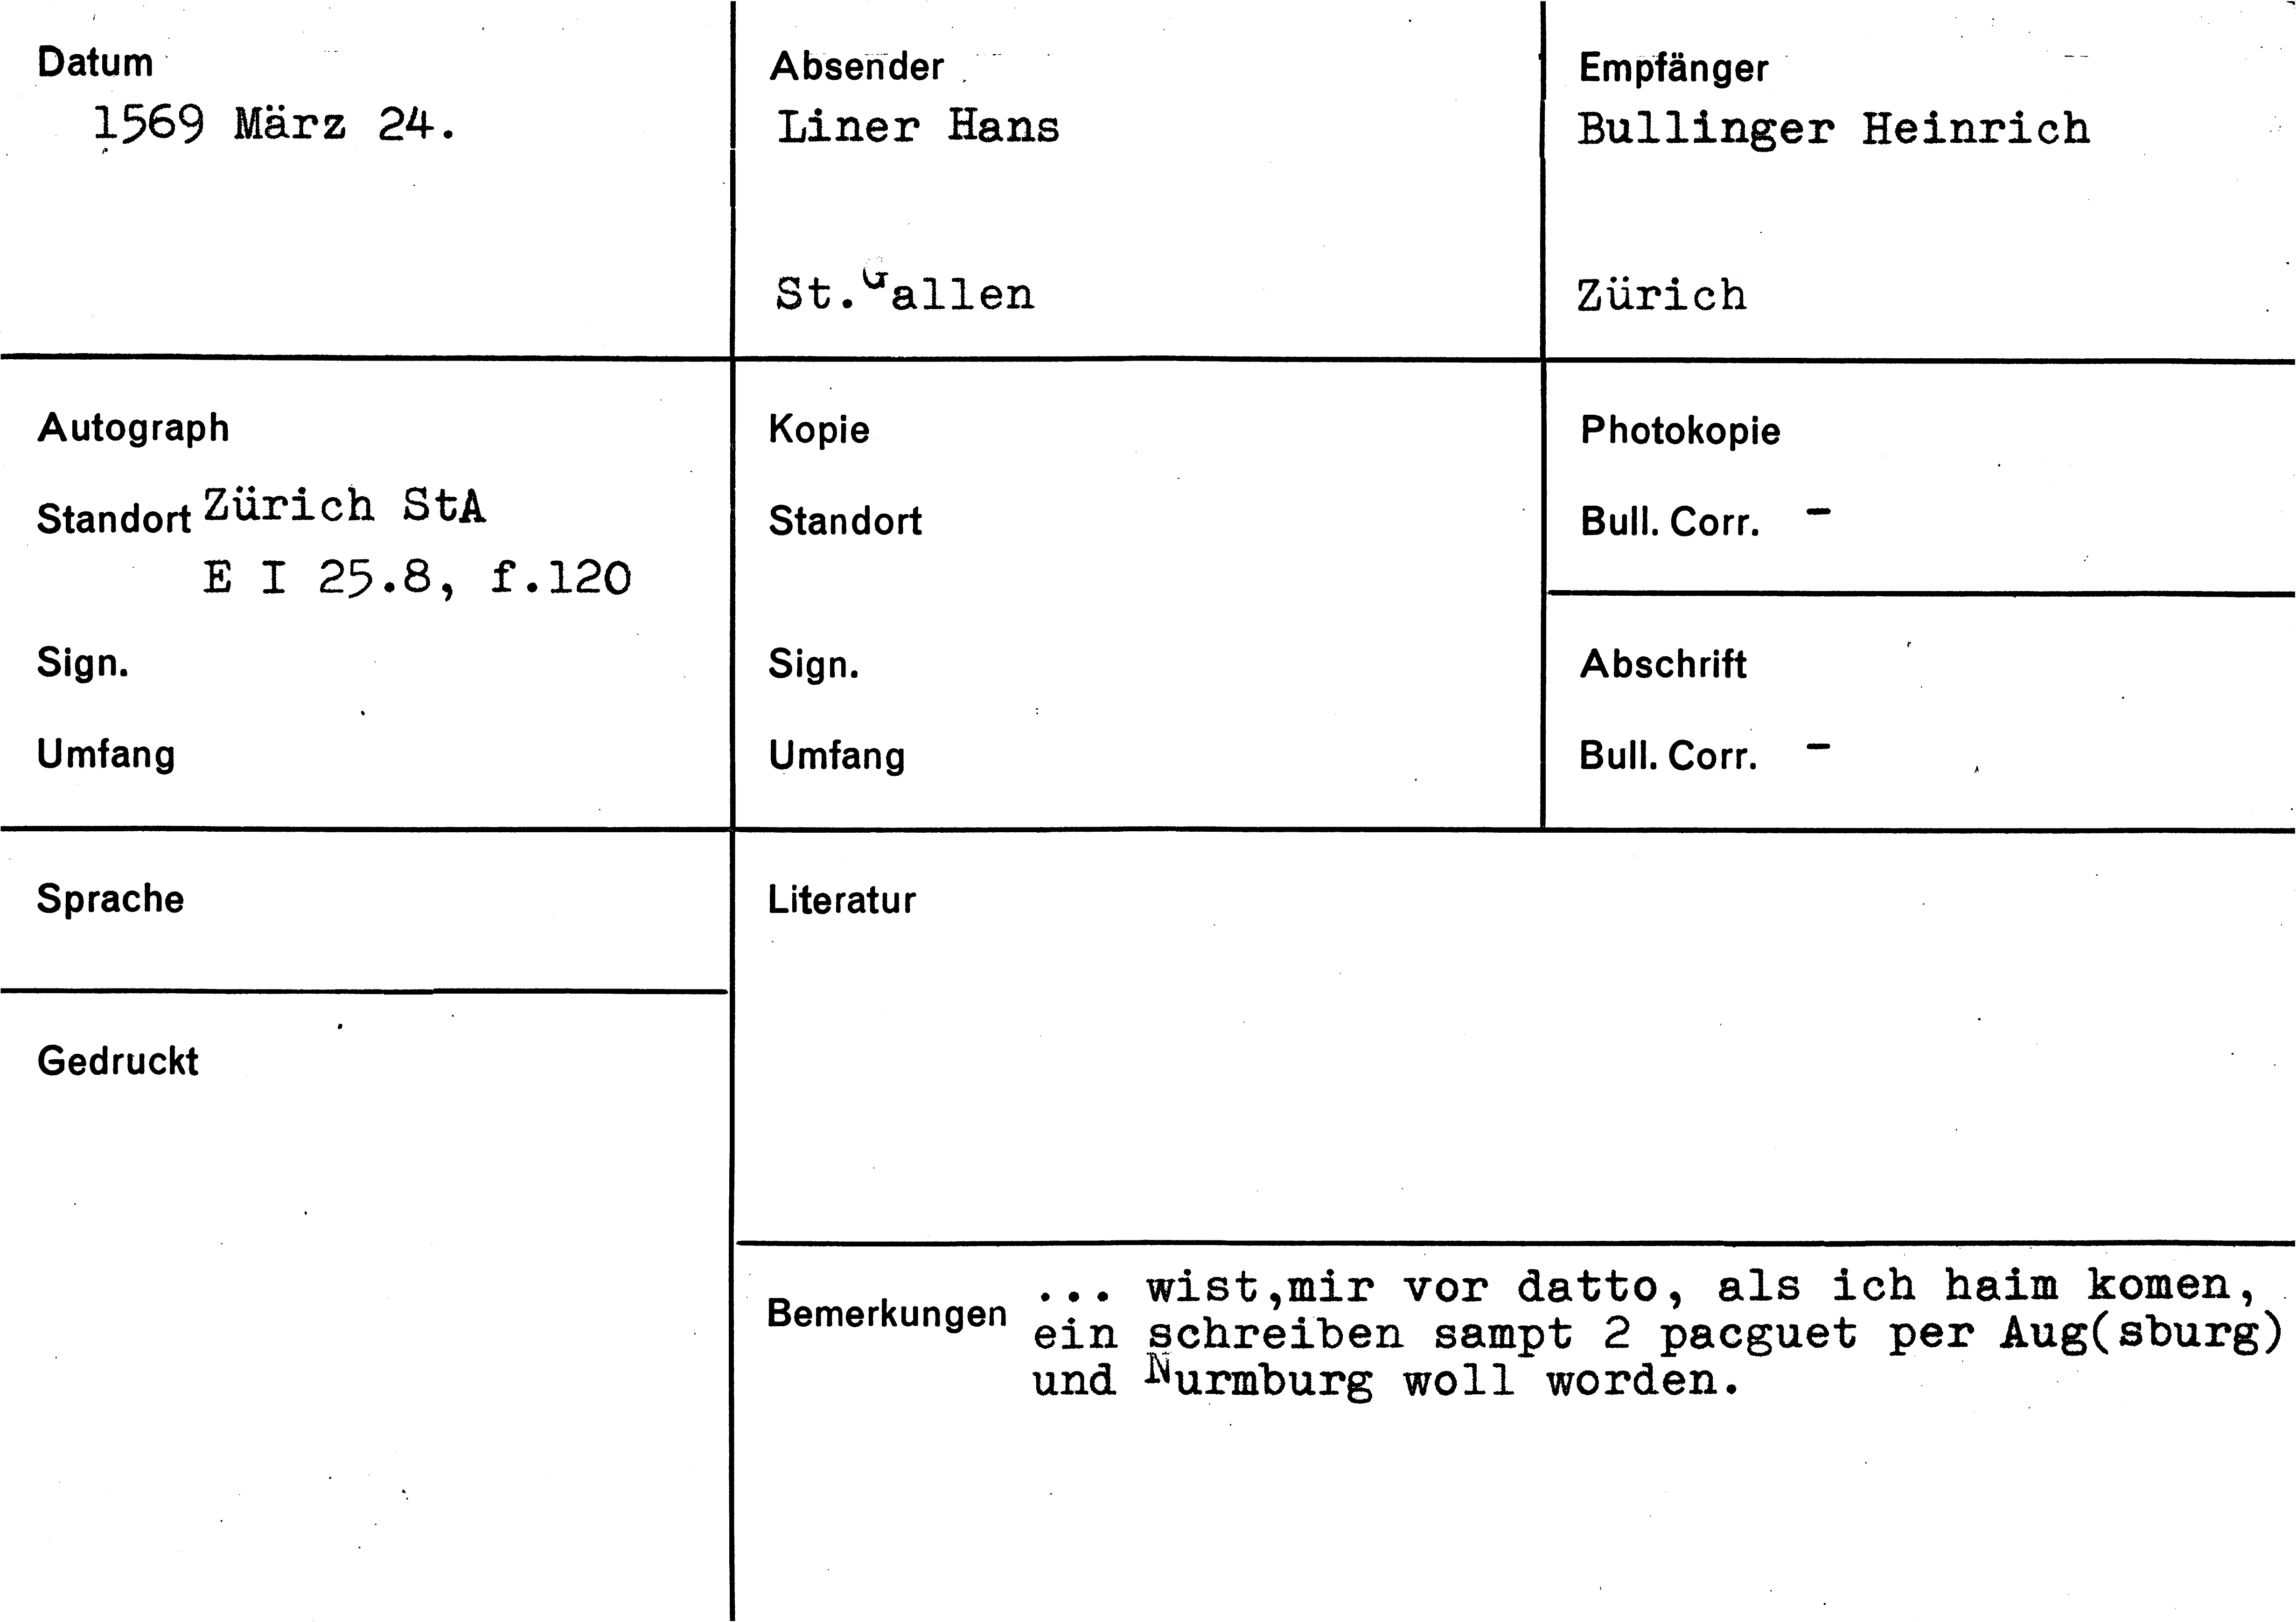 Datum
1569 März 24.
Absender
Liner Hans
St.Gallen
Empfänger
Bullinger Heinrich
Zürich
Autograph
Standort Zürich StA
E I 25.8, f.120
Sign.
Umfang
Kopie
Standort
Sign.
Umfang
Photokopie
Bull. Corr. -
Abschrift
Bull. Corr. -
Sprache
Gedruckt
Literatur
Bemerkungen ... wist,mir vor datto, als ich haim komen,
ein schreiben sampt 2 pacguet per Aug(sburg)
und Nurmburg woll worden.